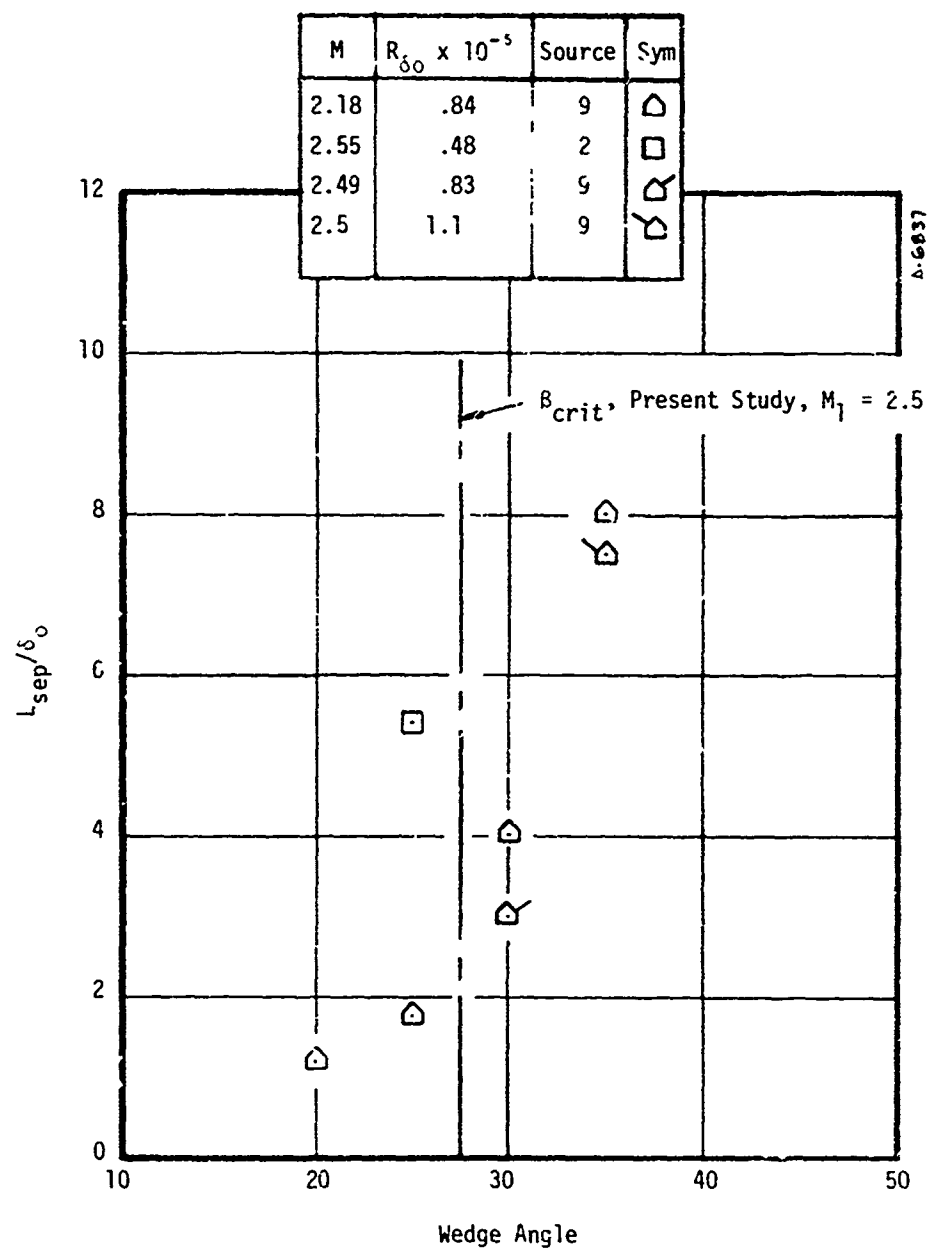 M R_δo x 10^-5 Source Sym
2.18 .84 9
2.55 .48 2
2.49 .83 9
2.5 1.1 9
12
10
8
6
4
2
0
10 20 30 40 50
L_sep/δ_o
Wedge Angle
β_crit, Present Study, M_1 = 2.5
Δ-6837